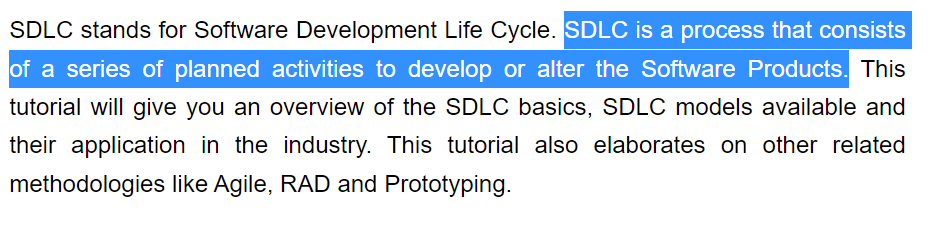 SDLC stands for Software Development Life Cycle. SDLC is a process that consists
of a series of planned activities to develop or alter the Software Products. This
tutorial will give you an overview of the SDLC basics, SDLC models available and
their application in the industry. This tutorial also elaborates on other related
methodologies like Agile, RAD and Prototyping.